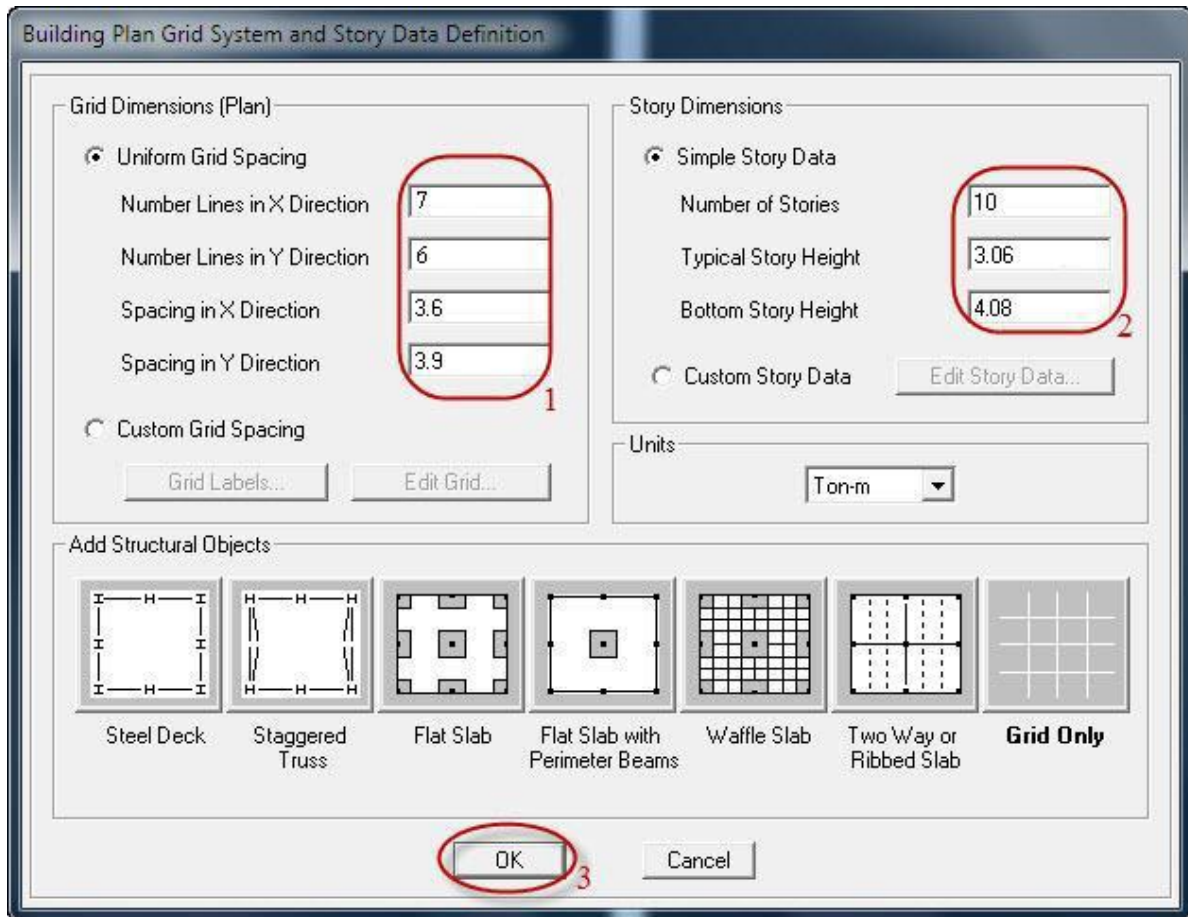 Building Plan Grid System and Story Data Definition
Grid Dimensions (Plan)
Uniform Grid Spacing
Number Lines in X Direction 7
Number Lines in Y Direction 6
Spacing in X Direction 3.6
Spacing in Y Direction 3.9
1
Custom Grid Spacing
Grid Labels... Edit Grid...
Story Dimensions
Simple Story Data
Number of Stories 10
Typical Story Height 3.06
Bottom Story Height 4.08
2
Custom Story Data Edit Story Data...
Units
Ton-m
Add Structural Objects
Steel Deck
Staggered
Truss
Flat Slab
Flat Slab with
Perimeter Beams
Waffle Slab
Two Way or
Ribbed Slab
Grid Only
OK 3 Cancel